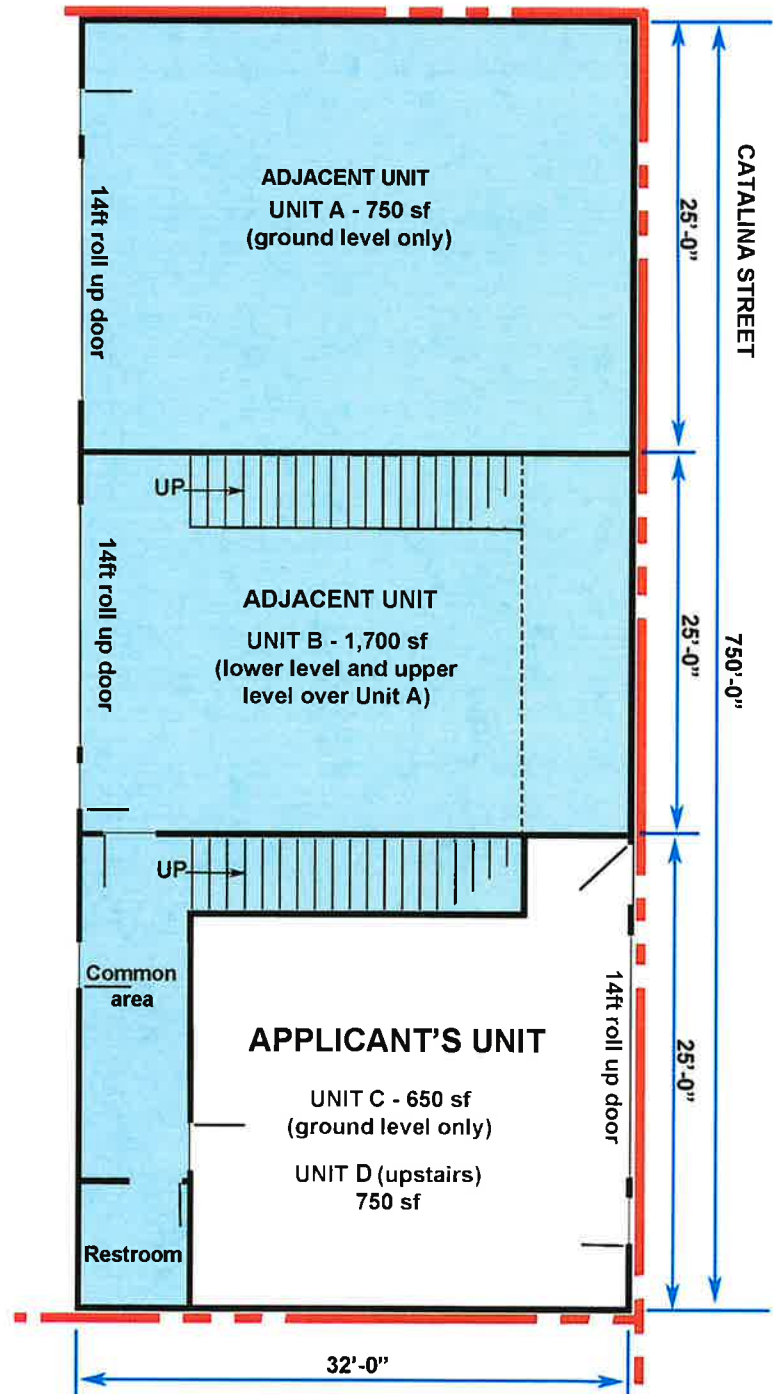 CATALINA STREET
25'-0"
750'-0"
ADJACENT UNIT
UNIT A - 750 sf
(ground level only)
14ft roll up door
UP
25'-0"
ADJACENT UNIT
UNIT B - 1,700 sf
(lower level and upper
level over Unit A)
14ft roll up door
UP
Common
area
14ft roll up door
25'-0"
APPLICANT'S UNIT
UNIT C - 650 sf
(ground level only)
UNIT D (upstairs)
750 sf
Restroom
32'-0"